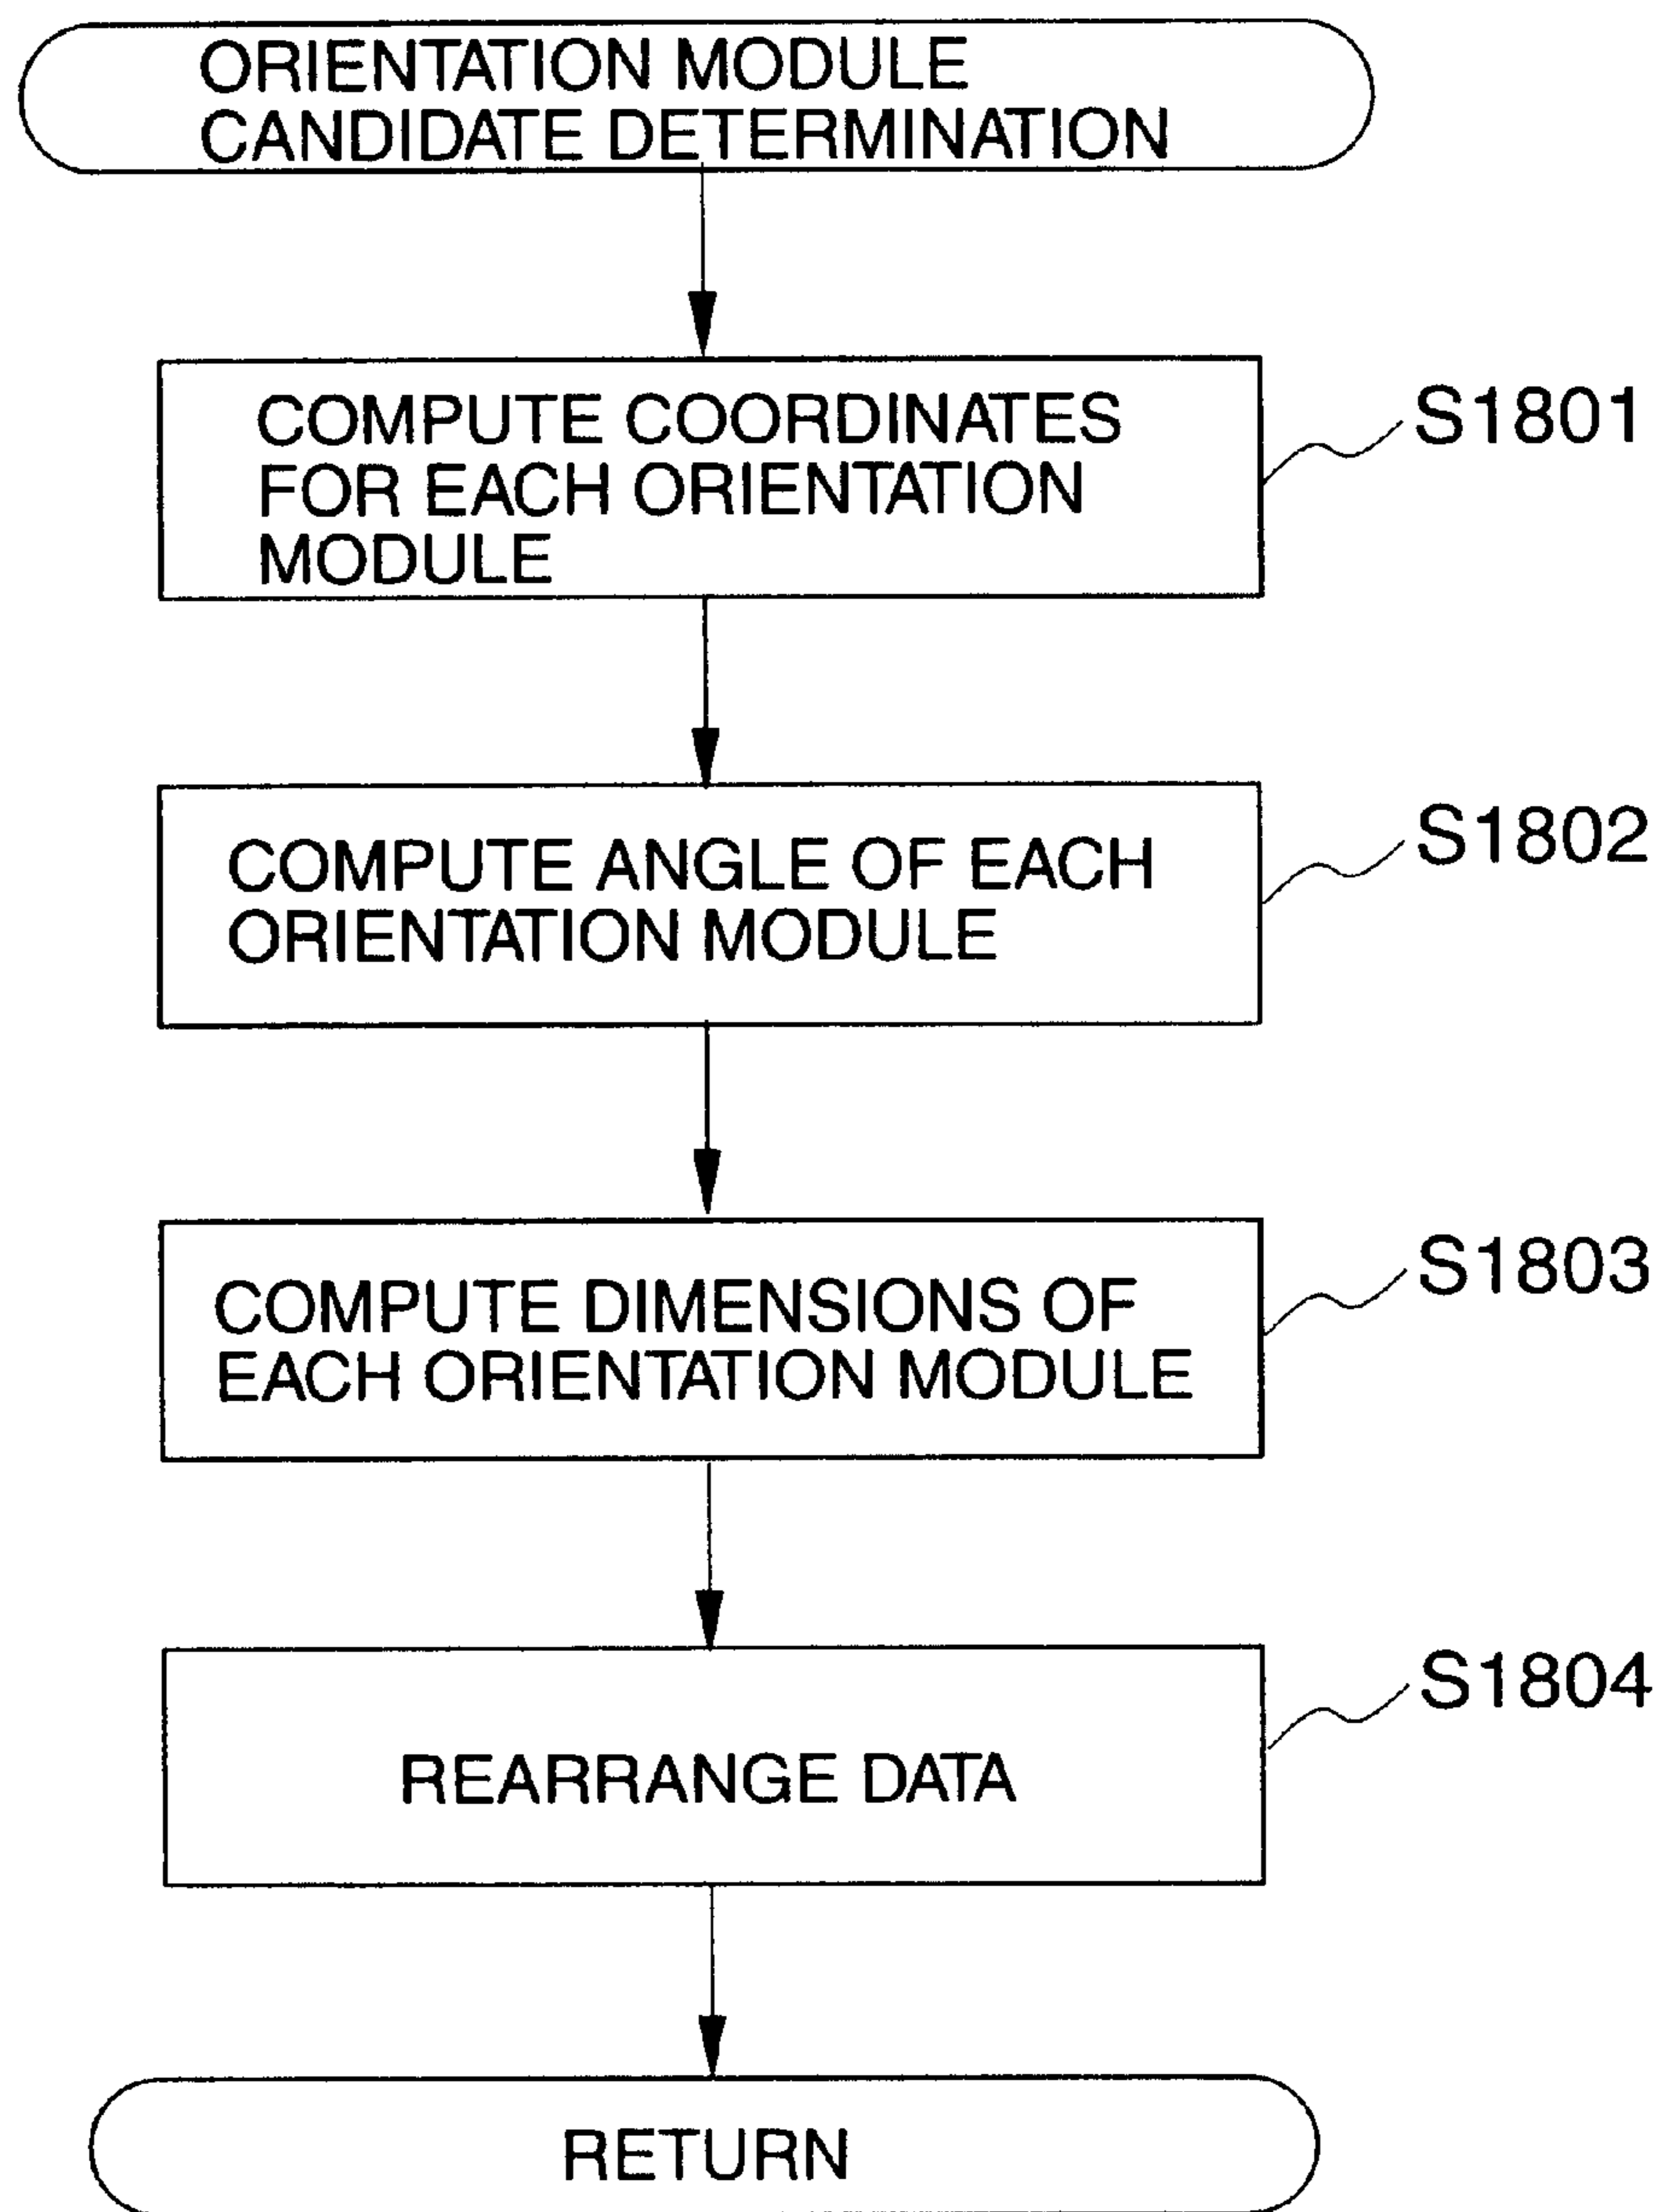 ORIENTATION MODULE
CANDIDATE DETERMINATION
COMPUTE COORDINATES
FOR EACH ORIENTATION
MODULE
S1801
COMPUTE ANGLE OF EACH
ORIENTATION MODULE
S1802
COMPUTE DIMENSIONS OF
EACH ORIENTATION MODULE
S1803
REARRANGE DATA
S1804
RETURN